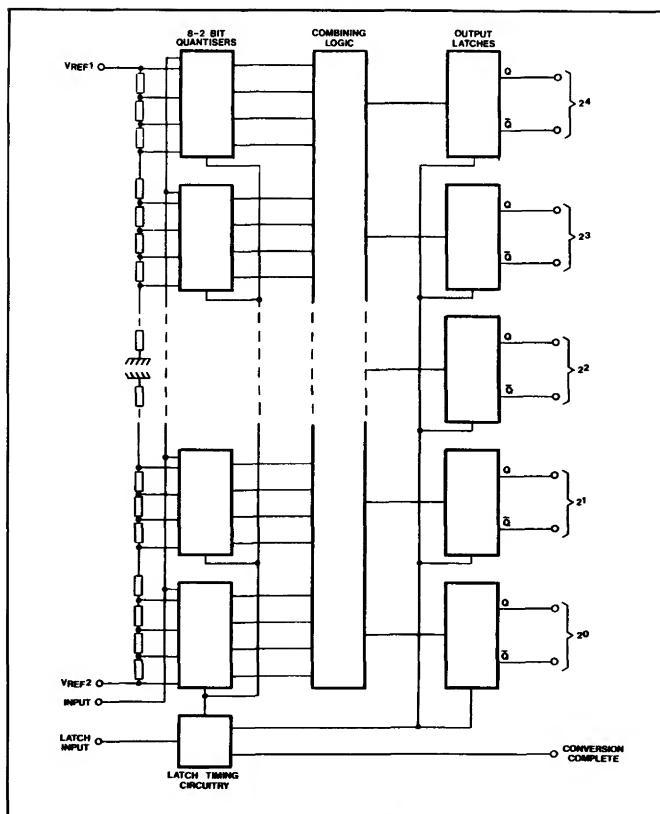 8-2 BIT QUANTISERS
COMBINING LOGIC
OUTPUT LATCHES
VREF1
Q
Q̅
2⁴
Q
Q̅
2³
Q
Q̅
2²
Q
Q̅
2¹
Q
Q̅
2⁰
VREF2
INPUT
LATCH INPUT
LATCH TIMING CIRCUITRY
CONVERSION COMPLETE